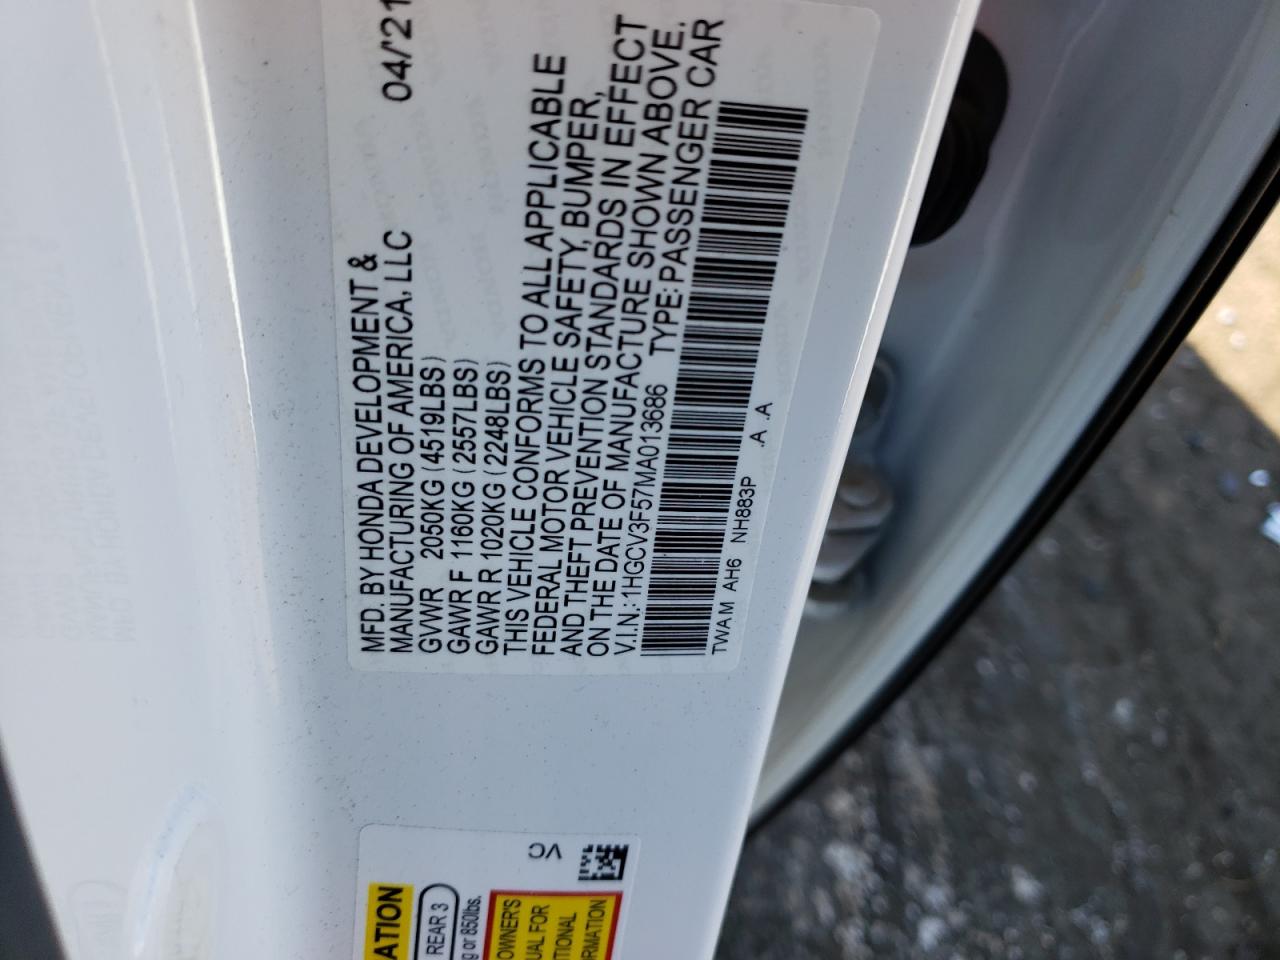 MFD. BY HONDA DEVELOPMENT & 04/21
MANUFACTURING OF AMERICA, LLC
GVWR 2050KG (4519LBS)
GAWR F 1160KG (2557LBS)
GAWR R 1020KG (2248LBS)
THIS VEHICLE CONFORMS TO ALL APPLICABLE
FEDERAL MOTOR VEHICLE SAFETY, BUMPER,
AND THEFT PREVENTION STANDARDS IN EFFECT
ON THE DATE OF MANUFACTURE SHOWN ABOVE.
V.I.N.: 1HGCV3F57MA013686 TYPE: PASSENGER CAR
TWAM AH6 NH883P .A .A
VC
ATION
REAR 3
g or 850lbs.
OWNER'S
UAL FOR
TIONAL
RMATION